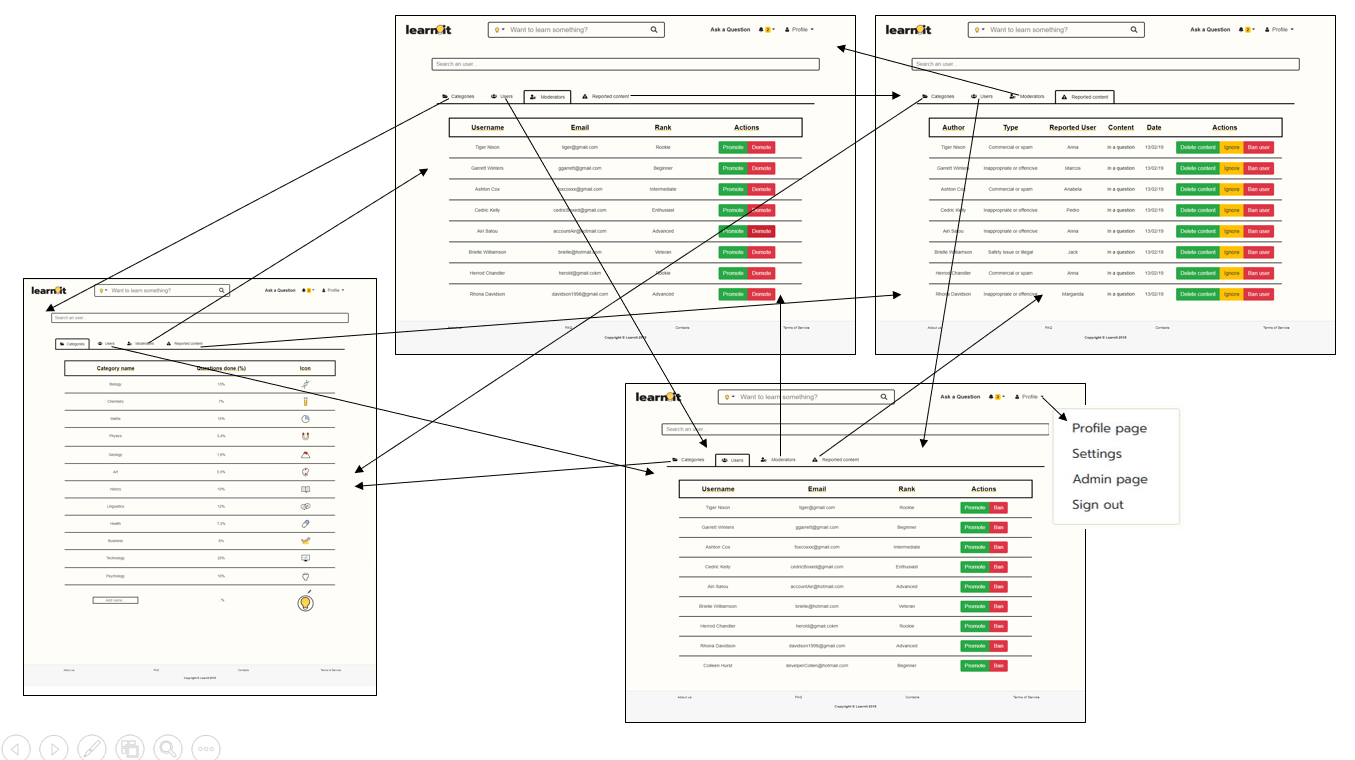 learnit Want to learn something? Ask a Question 2 Profile
Search an user..
Categories Users Moderators Reported content
Username Email Rank Actions
Tiger Nixon tiger@gmail.com Rookie Promote Demote
Garrett Winters ggarrett@gmail.com Beginner Promote Demote
Ashton Cox foxcoxxx@gmail.com Intermediate Promote Demote
Cedric Kelly cedricBoxed@gmail.com Enthusiast Promote Demote
Airi Satou accountAir@hotmail.com Advanced Promote Demote
Brielle Williamson brielle@hotmail.com Veteran Promote Demote
Herrod Chandler herold@gmail.cokm Rookie Promote Demote
Rhona Davidson davidson1998@gmail.com Advanced Promote Demote
About us FAQ Contacts Terms of Service
Copyright © Learnit 2019
learnit Want to learn something? Ask a Question 2 Profile
Search an user..
Categories Users Moderators Reported content
Author Type Reported User Content Date Actions
Tiger Nixon Commercial or spam Anna In a question 13/02/19 Delete content Ignore Ban user
Garrett Winters Inappropriate or offencive Marcos In a question 13/02/19 Delete content Ignore Ban user
Ashton Cox Commercial or spam Anabela In a question 13/02/19 Delete content Ignore Ban user
Cedric Kelly Inappropriate or offencive Pedro In a question 13/02/19 Delete content Ignore Ban user
Airi Satou Inappropriate or offencive Anna In a question 13/02/19 Delete content Ignore Ban user
Brielle Williamson Safety issue or illegal Jack In a question 13/02/19 Delete content Ignore Ban user
Herrod Chandler Commercial or spam Anna In a question 13/02/19 Delete content Ignore Ban user
Rhona Davidson Inappropriate or offencive Margarida In a question 13/02/19 Delete content Ignore Ban user
About us FAQ Contacts Terms of Service
Copyright © Learnit 2019
learnit Want to learn something? Ask a Question 2 Profile
Search an user..
Categories Users Moderators Reported content
Category name Questions done (%) Icon
Biology 10%
Chemistry 7%
Maths
Physics 5.4%
Geology
Art
History 10%
Linguistics 12%
Health 7.2%
Business
Technology 20%
Psychology 10%
Add name... %
About us FAQ Contacts Terms of Service
Copyright © Learnit 2019
learnit Want to learn something? Ask a Question 2 Profile
Search an user..
Categories Users Moderators Reported content
Username Email Rank Actions
Tiger Nixon tiger@gmail.com Rookie Promote Ban
Garrett Winters ggarrett@gmail.com Beginner Promote Ban
Ashton Cox foxcoxxx@gmail.com Intermediate Promote Ban
Cedric Kelly cedricBoxed@gmail.com Enthusiast Promote Ban
Airi Satou accountAir@hotmail.com Advanced Promote Ban
Brielle Williamson brielle@hotmail.com Veteran Promote Ban
Herrod Chandler herold@gmail.cokm Rookie Promote Ban
Rhona Davidson davidson1998@gmail.com Advanced Promote Ban
Colleen Hurst develperCollen@hotmail.com Beginner Promote Ban
About us FAQ Contacts Terms of Service
Copyright © Learnit 2019
Profile page
Settings
Admin page
Sign out